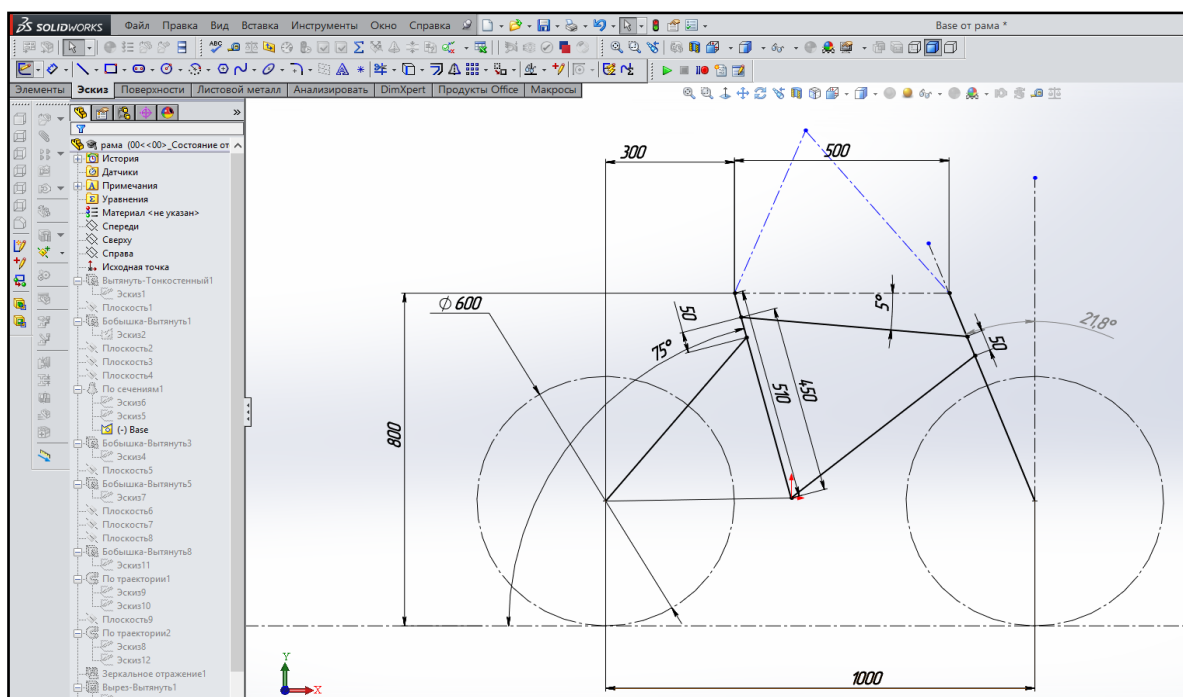 SOLIDWORKS Файл Правка Вид Вставка Инструменты Окно Справка Base от рама *
Элементы Эскиз Поверхности Листовой металл Анализировать DimXpert Продукты Office Макросы
рама (00<<00>_Состояние от
История
Датчики
Примечания
Уравнения
Материал <не указан>
Спереди
Сверху
Справа
Исходная точка
Вытянуть-Тонкостенный1
Эскиз1
Плоскость1
Бобышка-Вытянуть1
Эскиз2
Плоскость2
Плоскость3
Плоскость4
По сечениям1
Эскиз6
Эскиз5
(-) Base
Бобышка-Вытянуть3
Эскиз4
Плоскость5
Бобышка-Вытянуть5
Эскиз7
Плоскость6
Плоскость7
Плоскость8
Бобышка-Вытянуть8
Эскиз11
По траектории1
Эскиз9
Эскиз10
Плоскость9
По траектории2
Эскиз8
Эскиз12
Зеркальное отражение1
Вырез-Вытянуть1
300
500
Ø 600
50
75°
5°
21,8°
50
450
510
800
1000
Y
X